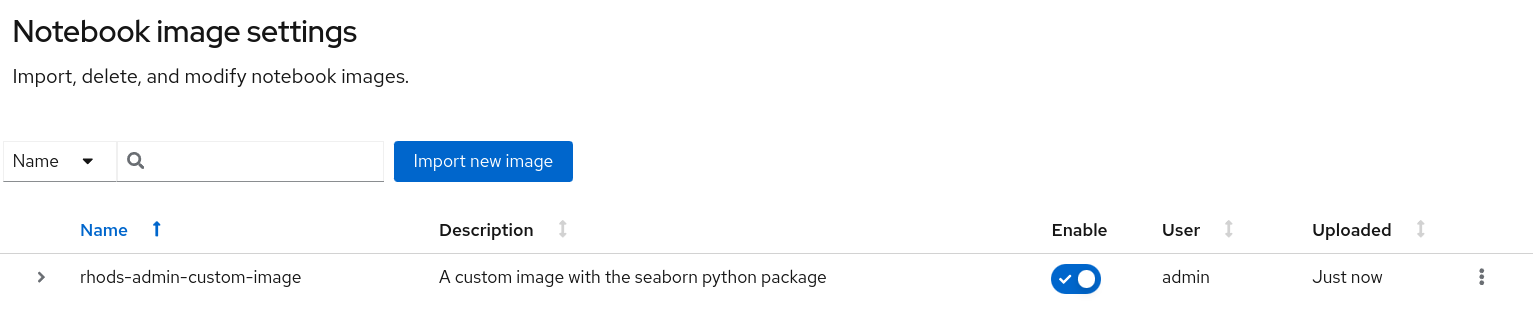 Notebook image settings
Import, delete, and modify notebook images.
Name
Import new image
Name Description Enable User Uploaded
rhods-admin-custom-image A custom image with the seaborn python package admin Just now